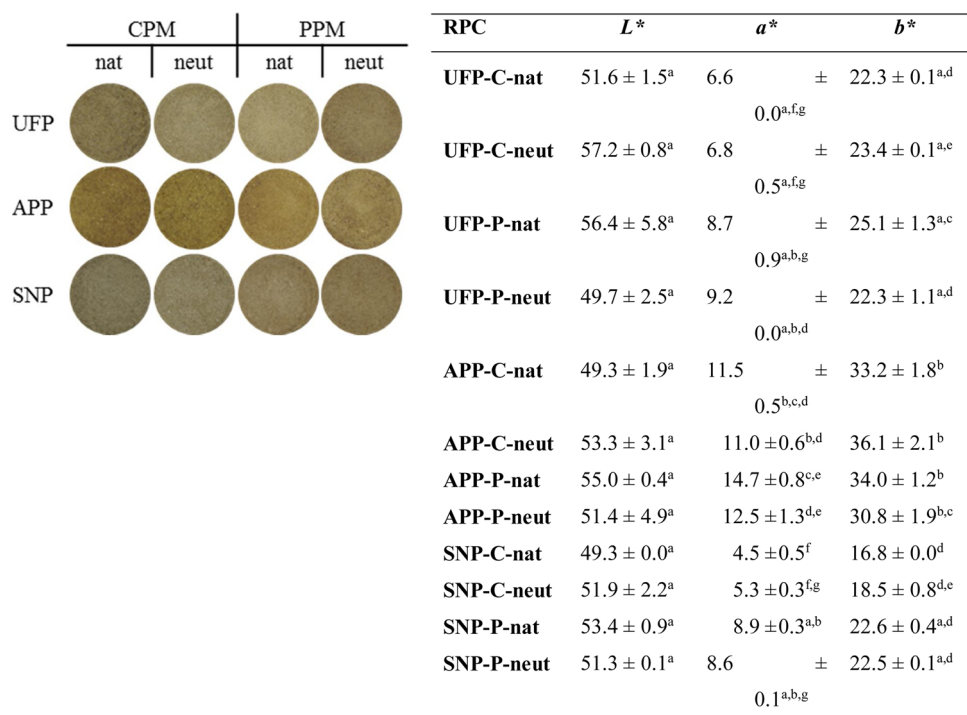 CPM PPM
nat neut nat neut
UFP
APP
SNP
RPC L* a* b*
UFP-C-nat 51.6 ± 1.5a 6.6 ± 22.3 ± 0.1a,d
0.0a,f,g
UFP-C-neut 57.2 ± 0.8a 6.8 ± 23.4 ± 0.1a,e
0.5a,f,g
UFP-P-nat 56.4 ± 5.8a 8.7 ± 25.1 ± 1.3a,c
0.9a,b,g
UFP-P-neut 49.7 ± 2.5a 9.2 ± 22.3 ± 1.1a,d
0.0a,b,d
APP-C-nat 49.3 ± 1.9a 11.5 ± 33.2 ± 1.8b
0.5b,c,d
APP-C-neut 53.3 ± 3.1a 11.0 ±0.6b,d 36.1 ± 2.1b
APP-P-nat 55.0 ± 0.4a 14.7 ±0.8c,e 34.0 ± 1.2b
APP-P-neut 51.4 ± 4.9a 12.5 ±1.3d,e 30.8 ± 1.9b,c
SNP-C-nat 49.3 ± 0.0a 4.5 ±0.5f 16.8 ± 0.0d
SNP-C-neut 51.9 ± 2.2a 5.3 ±0.3f,g 18.5 ± 0.8d,e
SNP-P-nat 53.4 ± 0.9a 8.9 ±0.3a,b 22.6 ± 0.4a,d
SNP-P-neut 51.3 ± 0.1a 8.6 ± 22.5 ± 0.1a,d
0.1a,b,g